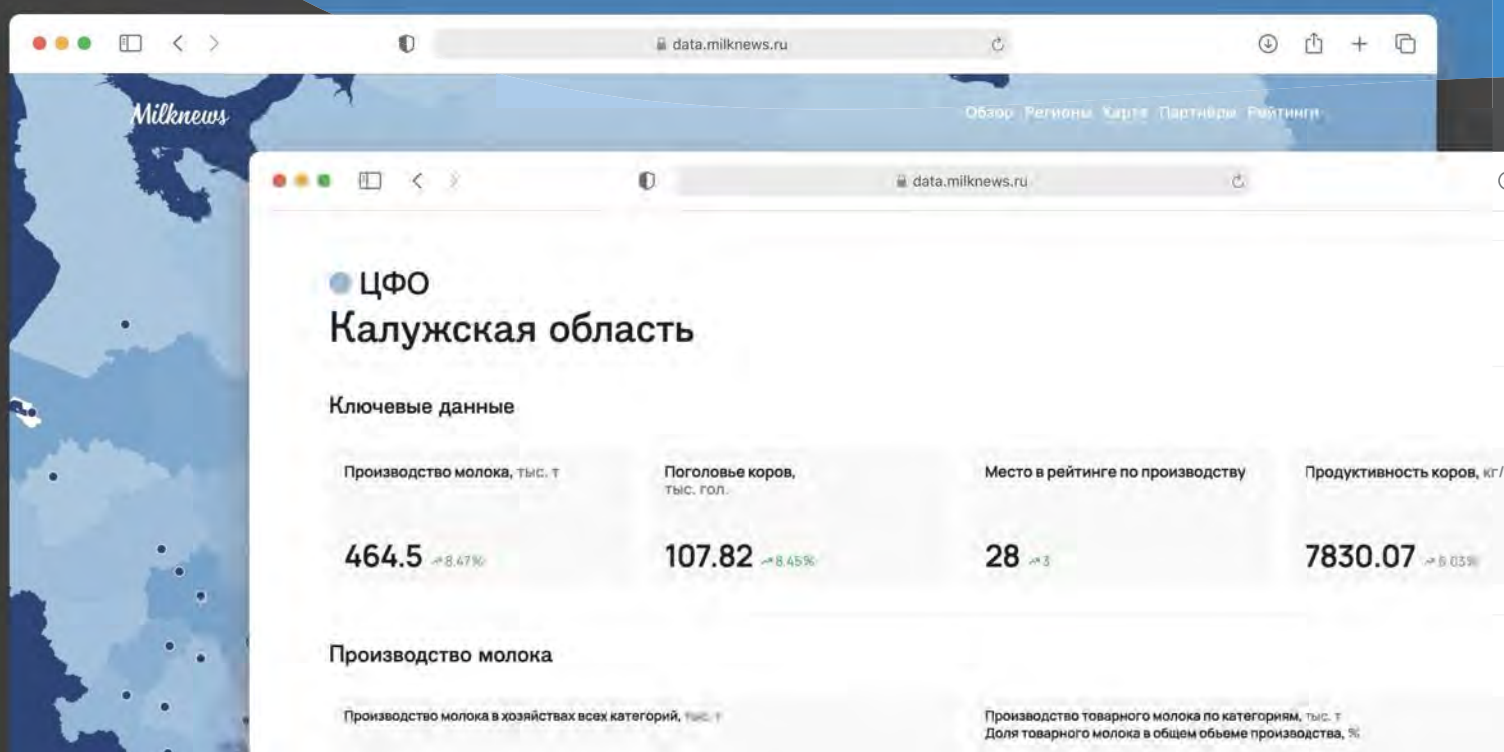 data.milknews.ru
Milknews
Обзор Регионы Карта Партнёры Рейтинги
data.milknews.ru
ЦФО
Калужская область
Ключевые данные
Производство молока, тыс. т
464.5 8.47%
Поголовье коров,
тыс. гол.
107.82 8.45%
Место в рейтинге по производству
28 3
Продуктивность коров, кг/
7830.07
Производство молока
Производство молока в хозяйствах всех категорий, тыс. т
Производство товарного молока по категориям, тыс. т
Доля товарного молока в общем объеме производства, %